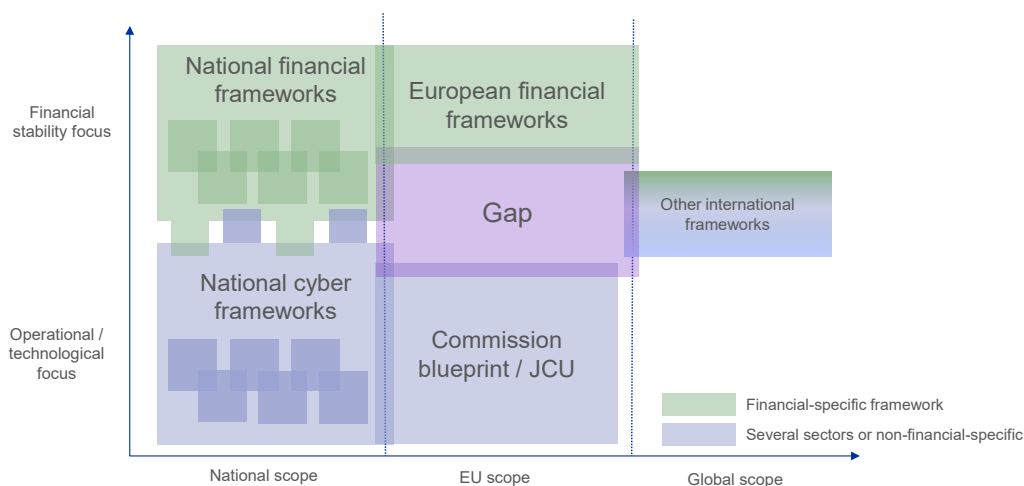 National financial
frameworks
European financial
frameworks
Financial
stability focus
Gap
Other international
frameworks
National cyber
frameworks
Operational /
technological
focus
Commission
blueprint / JCU
Financial-specific framework
Several sectors or non-financial-specific
National scope
EU scope
Global scope